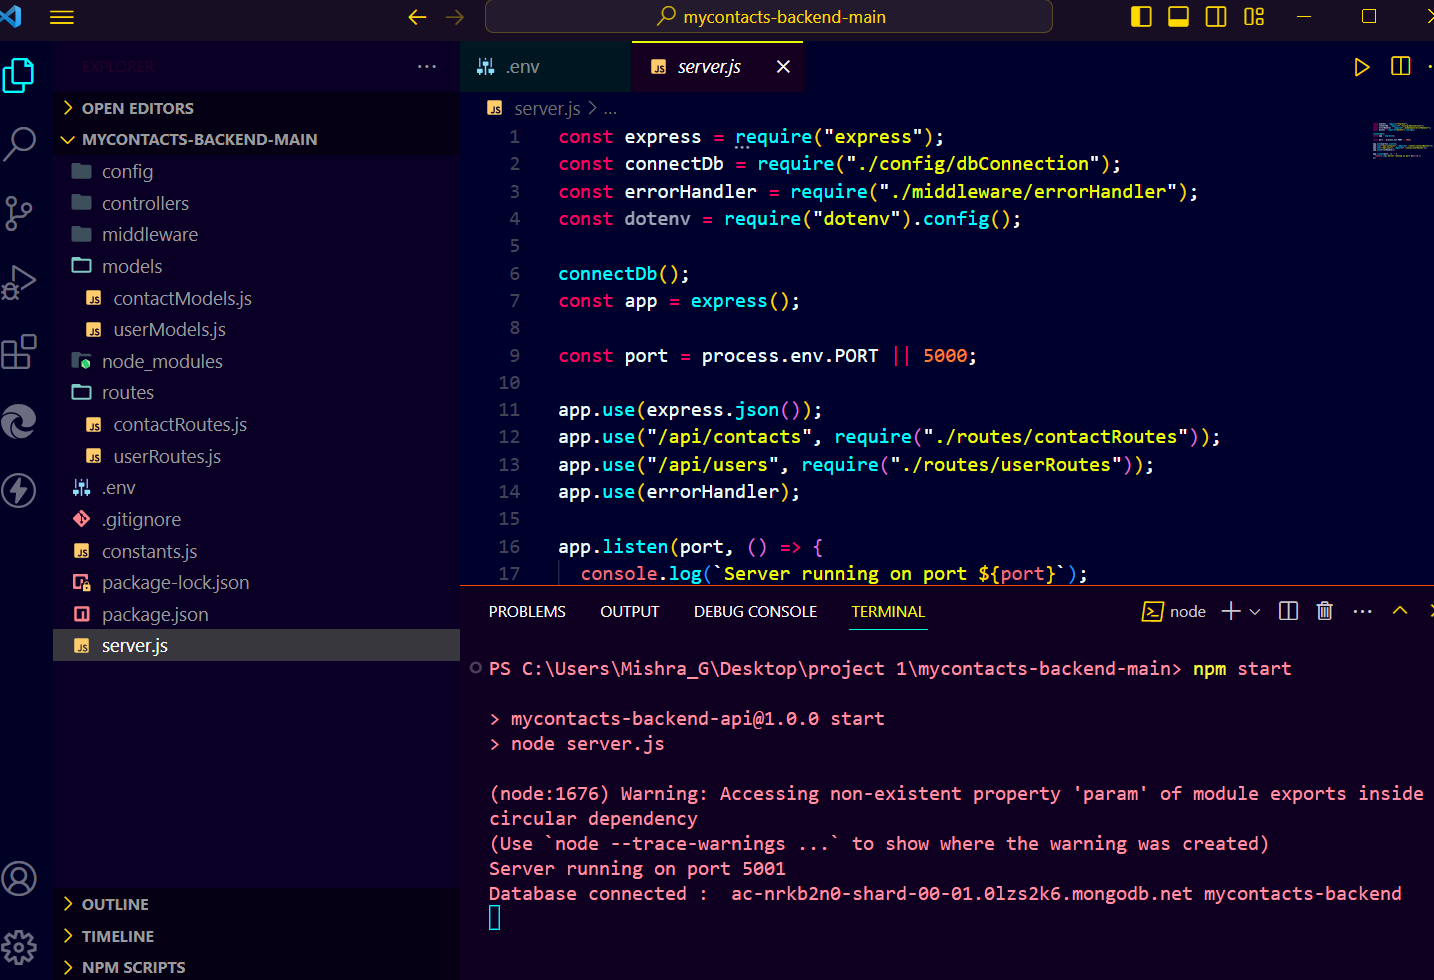 mycontacts-backend-main
EXPLORER
OPEN EDITORS
MYCONTACTS-BACKEND-MAIN
config
controllers
middleware
models
contactModels.js
userModels.js
node_modules
routes
contactRoutes.js
userRoutes.js
.env
.gitignore
constants.js
package-lock.json
package.json
server.js
OUTLINE
TIMELINE
NPM SCRIPTS
.env
server.js
server.js > ...
1 const express = require("express");
2 const connectDb = require("./config/dbConnection");
3 const errorHandler = require("./middleware/errorHandler");
4 const dotenv = require("dotenv").config();
5
6 connectDb();
7 const app = express();
8
9 const port = process.env.PORT || 5000;
10
11 app.use(express.json());
12 app.use("/api/contacts", require("./routes/contactRoutes"));
13 app.use("/api/users", require("./routes/userRoutes"));
14 app.use(errorHandler);
15
16 app.listen(port, () => {
17 console.log(`Server running on port ${port}`);
PROBLEMS OUTPUT DEBUG CONSOLE TERMINAL
node
PS C:\Users\Mishra_G\Desktop\project 1\mycontacts-backend-main> npm start
> mycontacts-backend-api@1.0.0 start
> node server.js
(node:1676) Warning: Accessing non-existent property 'param' of module exports inside
circular dependency
(Use `node --trace-warnings ...` to show where the warning was created)
Server running on port 5001
Database connected :  ac-nrkb2n0-shard-00-01.0lzs2k6.mongodb.net mycontacts-backend